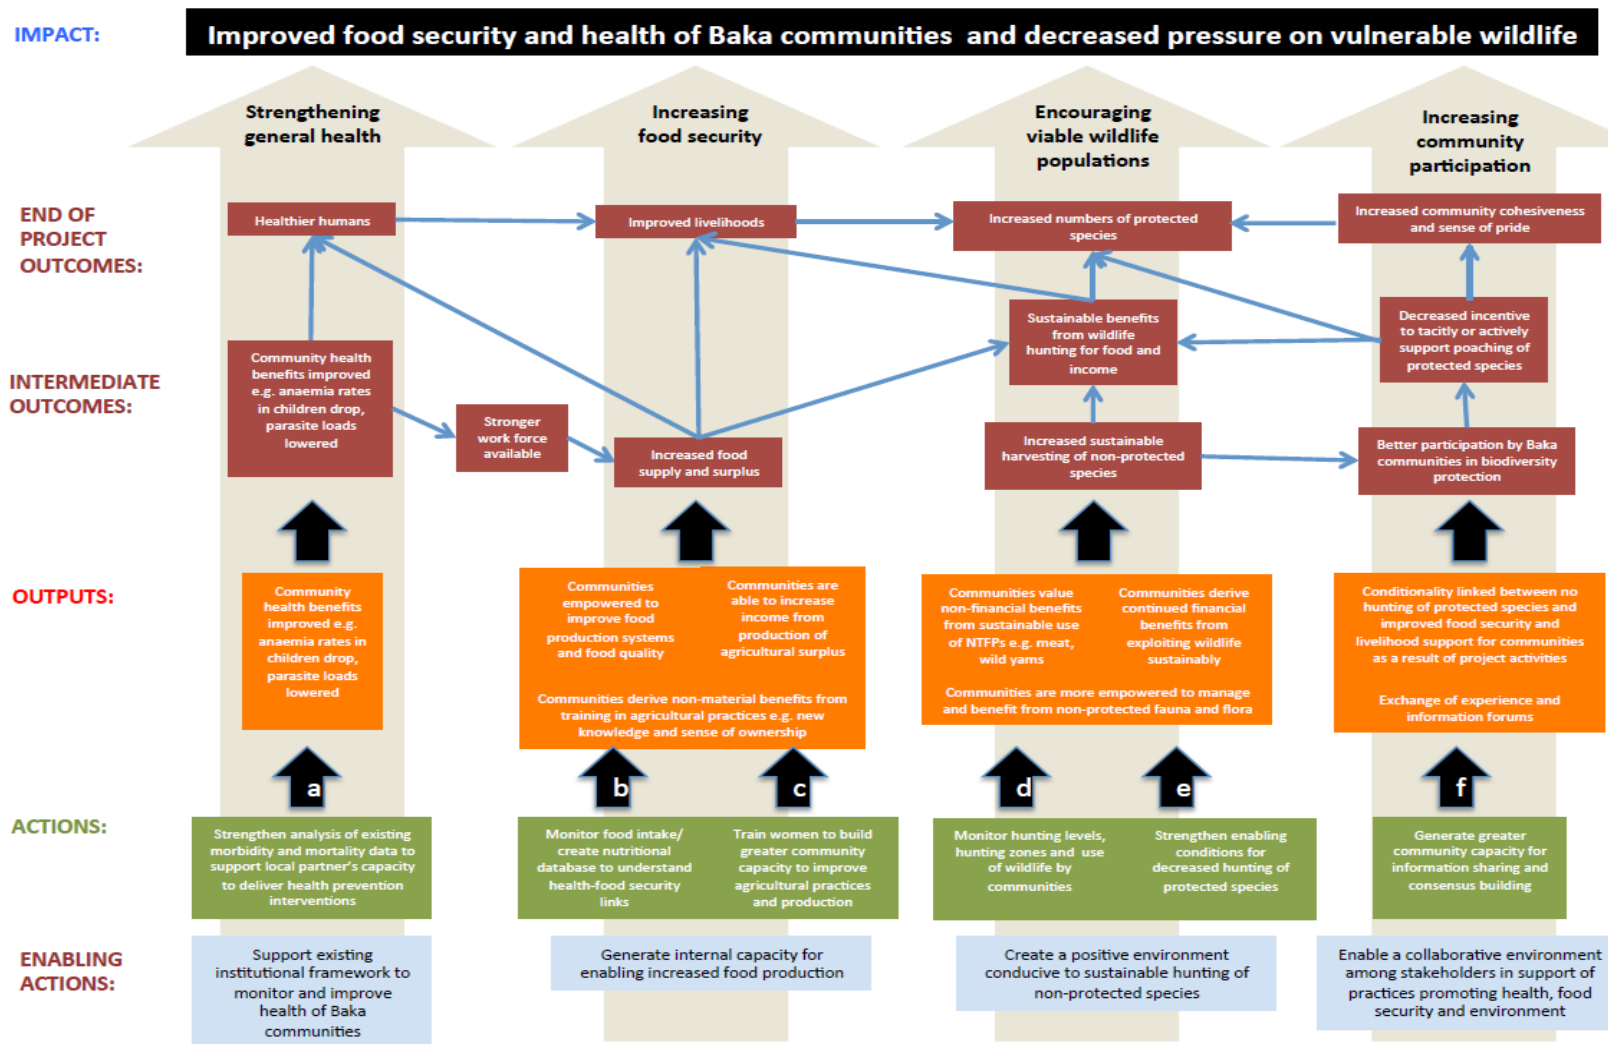 IMPACT:
Improved food security and health of Baka communities  and decreased pressure on vulnerable wildlife
Strengthening
general health
Increasing
food security
Encouraging
viable wildlife
populations
Increasing
community
participation
END OF
PROJECT
OUTCOMES:
Healthier humans
Improved livelihoods
Increased numbers of protected
species
Increased community cohesiveness
and sense of pride
INTERMEDIATE
OUTCOMES:
Community health
benefits improved
e.g. anaemia rates
in children drop,
parasite loads
lowered
Stronger
work force
available
Increased food
supply and surplus
Sustainable benefits
from wildlife
hunting for food and
income
Increased sustainable
harvesting of non-protected
species
Decreased incentive
to tacitly or actively
support poaching of
protected species
Better participation by Baka
communities in biodiversity
protection
OUTPUTS:
Community
health benefits
improved e.g.
anaemia rates in
children drop,
parasite loads
lowered
Communities
empowered to
improve food
production systems
and food quality
Communities are
able to increase
income from
production of
agricultural surplus
Communities derive non-material benefits from
training in agricultural practices e.g. new
knowledge and sense of ownership
Communities value
non-financial benefits
from sustainable use
of NTFPs e.g. meat,
wild yams
Communities derive
continued financial
benefits from
exploiting wildlife
sustainably
Communities are more empowered to manage
and benefit from non-protected fauna and flora
Conditionality linked between no
hunting of protected species and
improved food security and
livelihood support for communities
as a result of project activities
Exchange of experience and
information forums
a
b
c
d
e
f
ACTIONS:
Strengthen analysis of existing
morbidity and mortality data to
support local partner's capacity
to deliver health prevention
interventions
Monitor food intake/
create nutritional
database to understand
health-food security
links
Train women to build
greater community
capacity to improve
agricultural practices
and production
Monitor hunting levels,
hunting zones and  use
of wildlife by
communities
Strengthen enabling
conditions for
decreased hunting of
protected species
Generate greater
community capacity for
information sharing and
consensus building
ENABLING
ACTIONS:
Support existing
institutional framework to
monitor and improve
health of Baka
communities
Generate internal capacity for
enabling increased food production
Create a positive environment
conducive to sustainable hunting of
non-protected species
Enable a collaborative environment
among stakeholders in support of
practices promoting health, food
security and environment